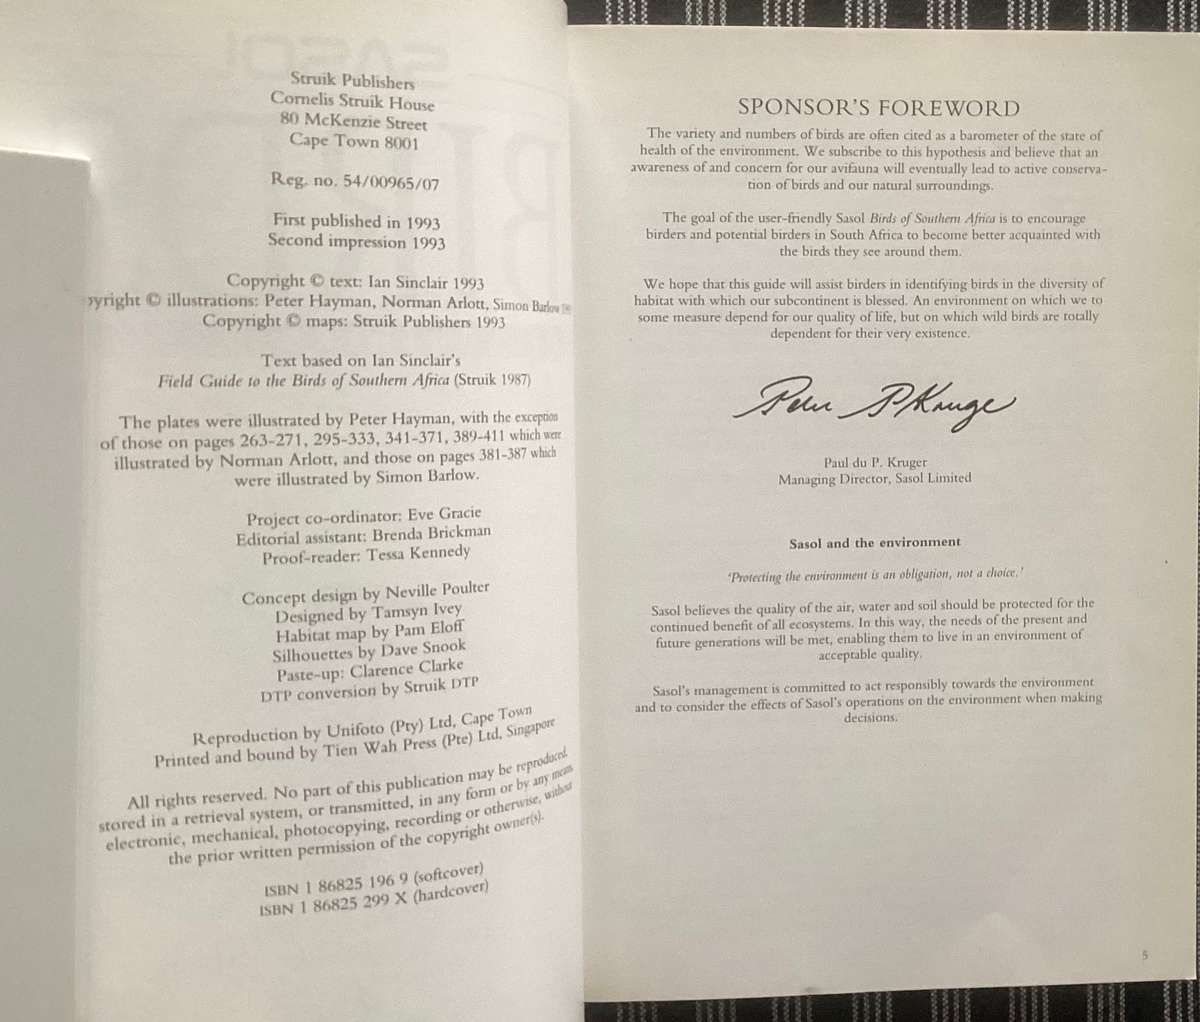 Struik Publishers
Cornelis Struik House
80 McKenzie Street
Cape Town 8001
Reg. no. 54/00965/07
First published in 1993
Second impression 1993
Copyright © text: Ian Sinclair 1993
pyright © illustrations: Peter Hayman, Norman Arlott, Simon Barlow
Copyright © maps: Struik Publishers 1993
Text based on Ian Sinclair's
Field Guide to the Birds of Southern Africa (Struik 1987)
The plates were illustrated by Peter Hayman, with the exception
of those on pages 263-271, 295-333, 341-371, 389-411 which were
illustrated by Norman Arlott, and those on pages 381-387 which
were illustrated by Simon Barlow.
Project co-ordinator: Eve Gracie
Editorial assistant: Brenda Brickman
Proof-reader: Tessa Kennedy
Concept design by Neville Poulter
Designed by Tamsyn Ivey
Habitat map by Pam Eloff
Silhouettes by Dave Snook
Paste-up: Clarence Clarke
DTP conversion by Struik DTP
Reproduction by Unifoto (Pty) Ltd, Cape Town
Printed and bound by Tien Wah Press (Pte) Ltd, Singapore
All rights reserved. No part of this publication may be reproduced,
stored in a retrieval system, or transmitted, in any form or by any means
electronic, mechanical, photocopying, recording or otherwise, without
the prior written permission of the copyright owner(s).
ISBN 1 86825 196 9 (softcover)
ISBN 1 86825 299 X (hardcover)
SPONSOR'S FOREWORD
The variety and numbers of birds are often cited as a barometer of the state of
health of the environment. We subscribe to this hypothesis and believe that an
awareness of and concern for our avifauna will eventually lead to active conserva-
tion of birds and our natural surroundings.
The goal of the user-friendly Sasol Birds of Southern Africa is to encourage
birders and potential birders in South Africa to become better acquainted with
the birds they see around them.
We hope that this guide will assist birders in identifying birds in the diversity of
habitat with which our subcontinent is blessed. An environment on which we to
some measure depend for our quality of life, but on which wild birds are totally
dependent for their very existence.
Paul du P. Kruger
Managing Director, Sasol Limited
Sasol and the environment
'Protecting the environment is an obligation, not a choice.'
Sasol believes the quality of the air, water and soil should be protected for the
continued benefit of all ecosystems. In this way, the needs of the present and
future generations will be met, enabling them to live in an environment of
acceptable quality.
Sasol's management is committed to act responsibly towards the environment
and to consider the effects of Sasol's operations on the environment when making
decisions.
5